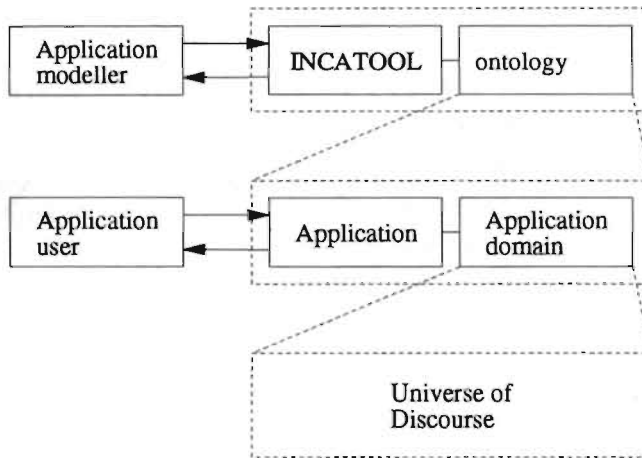 Application
modeller
INCATOOL
ontology
Application
user
Application
Application
domain
Universe of
Discourse